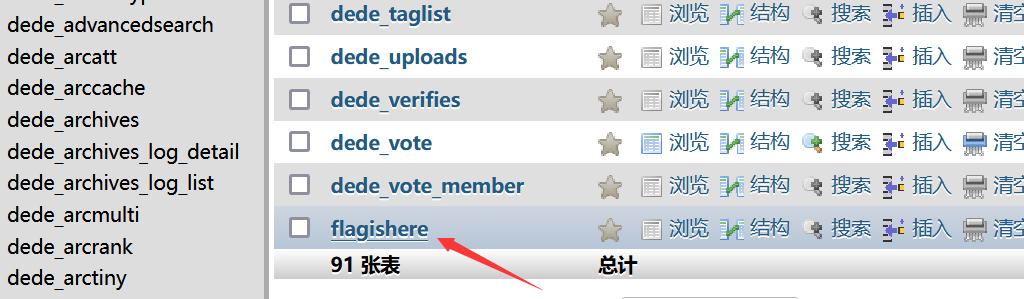 dede_advancedsearch
dede_arcatt
dede_arccache
dede_archives
dede_archives_log_detail
dede_archives_log_list
dede_arcmulti
dede_arcrank
dede_arctiny
dede_taglist 浏览 结构 搜索 插入 清空
dede_uploads 浏览 结构 搜索 插入 清空
dede_verifies 浏览 结构 搜索 插入 清空
dede_vote 浏览 结构 搜索 插入 清空
dede_vote_member 浏览 结构 搜索 插入 清空
flagishere 浏览 结构 搜索 插入 清空
91 张表 总计